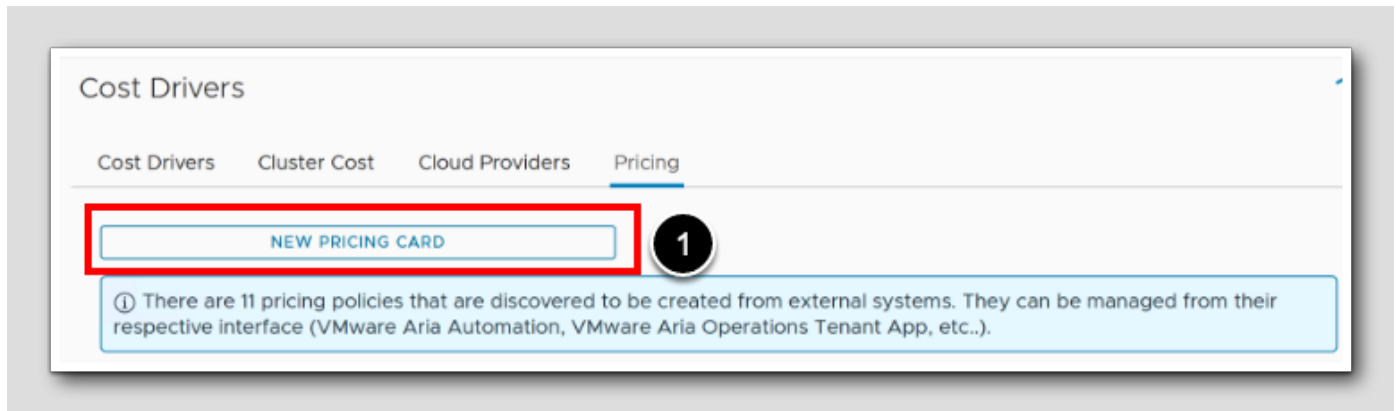 Cost Drivers
Cost Drivers Cluster Cost Cloud Providers Pricing
NEW PRICING CARD
1
There are 11 pricing policies that are discovered to be created from external systems. They can be managed from their
respective interface (VMware Aria Automation, VMware Aria Operations Tenant App, etc..).